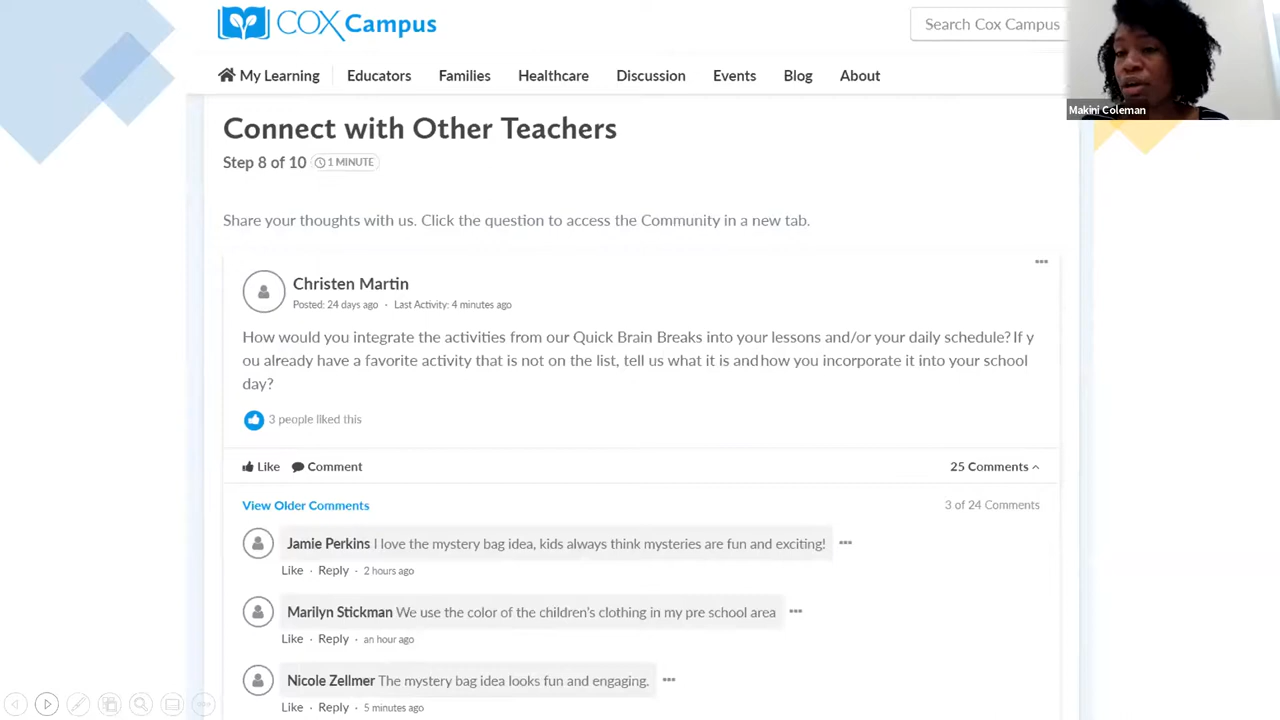 COX Campus
Search Cox Campus
My Learning Educators Families Healthcare Discussion Events Blog About
Makini Coleman
Connect with Other Teachers
Step 8 of 10 1 MINUTE
Share your thoughts with us. Click the question to access the Community in a new tab.
Christen Martin
Posted: 24 days ago · Last Activity: 4 minutes ago
How would you integrate the activities from our Quick Brain Breaks into your lessons and/or your daily schedule? If y
ou already have a favorite activity that is not on the list, tell us what it is and how you incorporate it into your school
day?
3 people liked this
Like Comment 25 Comments
View Older Comments 3 of 24 Comments
Jamie Perkins I love the mystery bag idea, kids always think mysteries are fun and exciting!
Like · Reply · 2 hours ago
Marilyn Stickman We use the color of the children's clothing in my pre school area
Like · Reply · an hour ago
Nicole Zellmer The mystery bag idea looks fun and engaging.
Like · Reply · 5 minutes ago